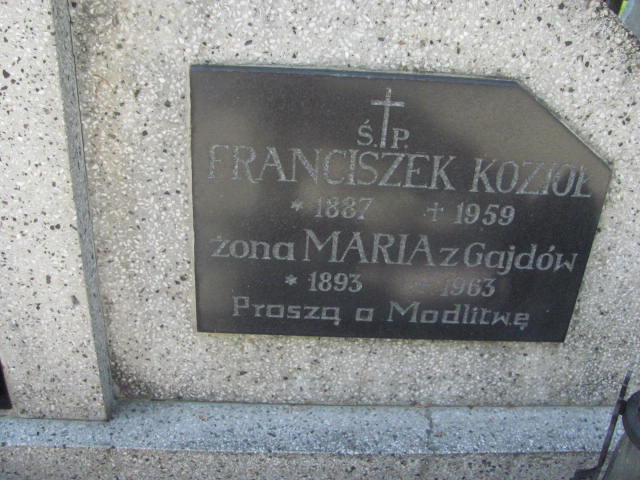 Ś.P.
FRANCISZEK KOZIOŁ
* 1887 + 1959
żona MARIA z Gajdów
* 1893 + 1963
Proszą o Modlitwę